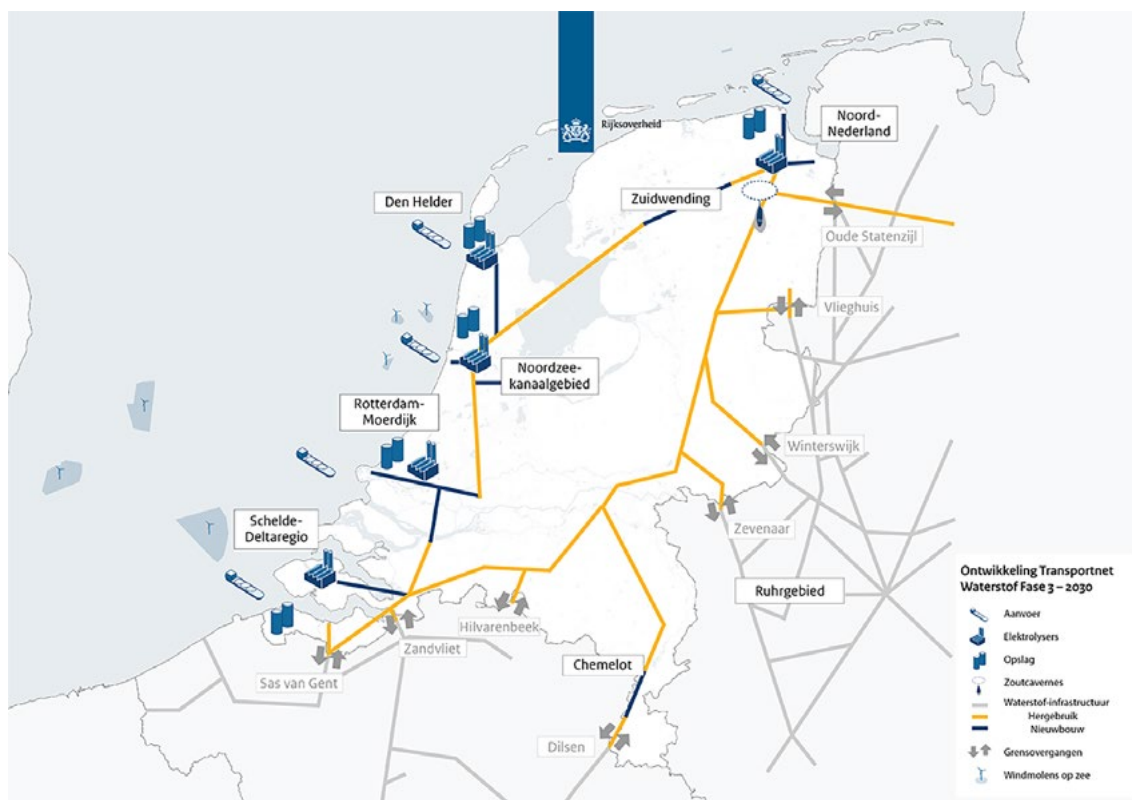 Rijksoverheid
Noord-
Nederland
Zuidwending
Den Helder
Oude Statenzijl
Vlieghuis
Noordzee-
kanaalgebied
Rotterdam-
Moerdijk
Winterswijk
Zevenaar
Schelde-
Deltaregio
Ruhrgebied
Hilvarenbeek
Zandvliet
Sas van Gent
Chemelot
Dilsen
Ontwikkeling Transportnet
Waterstof Fase 3 – 2030
Aanvoer
Elektrolysers
Opslag
Zoutcavernes
Waterstof-infrastructuur
Hergebruik
Nieuwbouw
Grensovergangen
Windmolens op zee